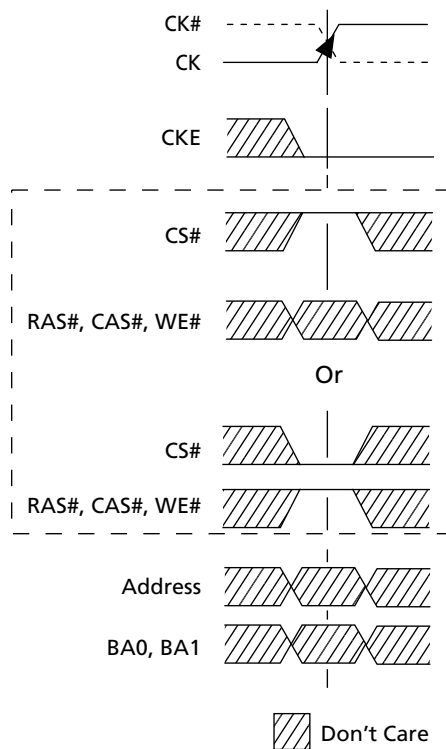 CK#
CK
CKE
CS#
RAS#, CAS#, WE#
Or
CS#
RAS#, CAS#, WE#
Address
BA0, BA1
Don't Care